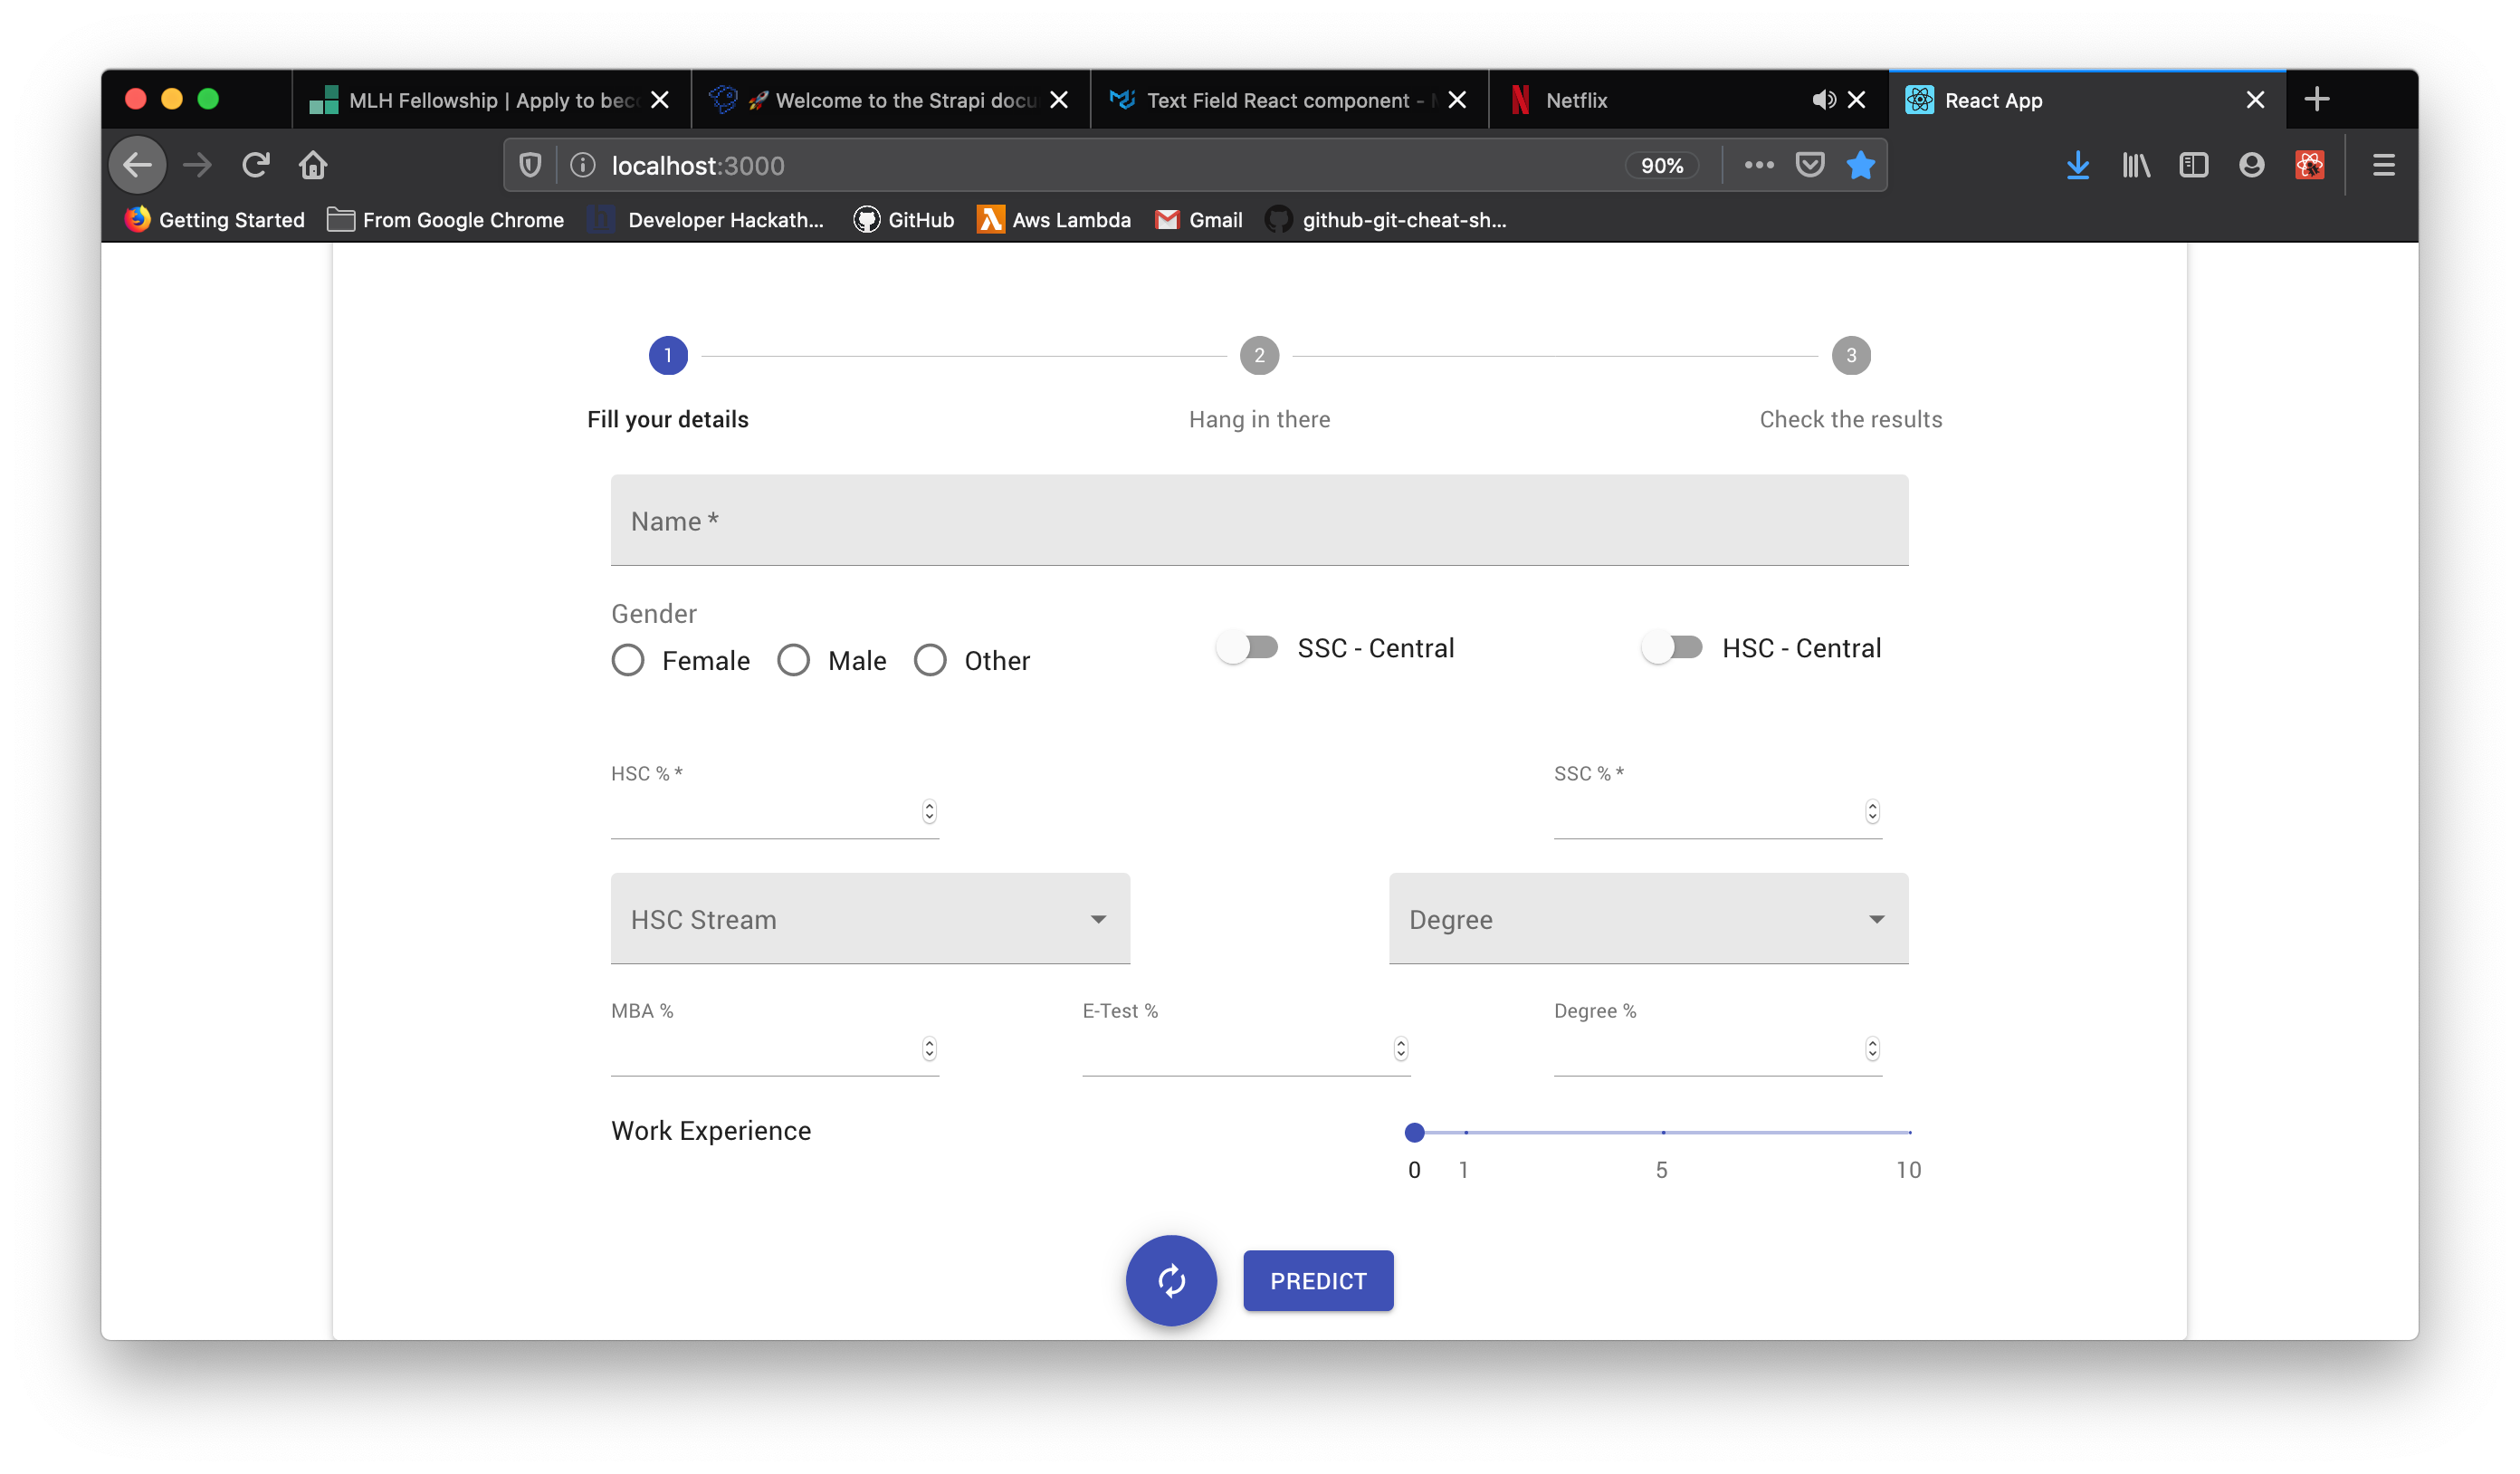 MLH Fellowship | Apply to bec
🚀 Welcome to the Strapi docu
Text Field React component -
Netflix
React App
localhost:3000
90%
Getting Started
From Google Chrome
Developer Hackath...
GitHub
Aws Lambda
Gmail
github-git-cheat-sh...
1
2
3
Fill your details
Hang in there
Check the results
Name *
Gender
Female
Male
Other
SSC - Central
HSC - Central
HSC % *
SSC % *
HSC Stream
Degree
MBA %
E-Test %
Degree %
Work Experience
0 1 5 10
PREDICT